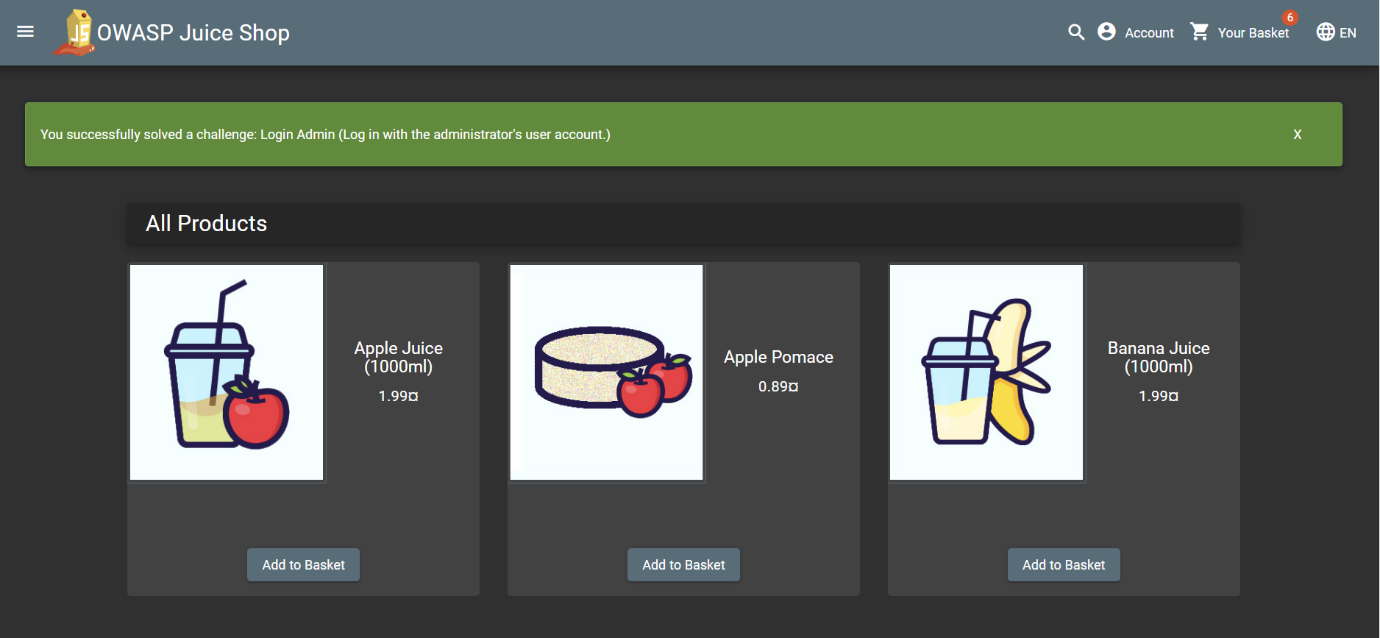 OWASP Juice Shop
Account
6
Your Basket
EN
You successfully solved a challenge: Login Admin (Log in with the administrator's user account.)
X
All Products
Apple Juice
(1000ml)
1.99¤
Add to Basket
Apple Pomace
0.89¤
Add to Basket
Banana Juice
(1000ml)
1.99¤
Add to Basket
JS